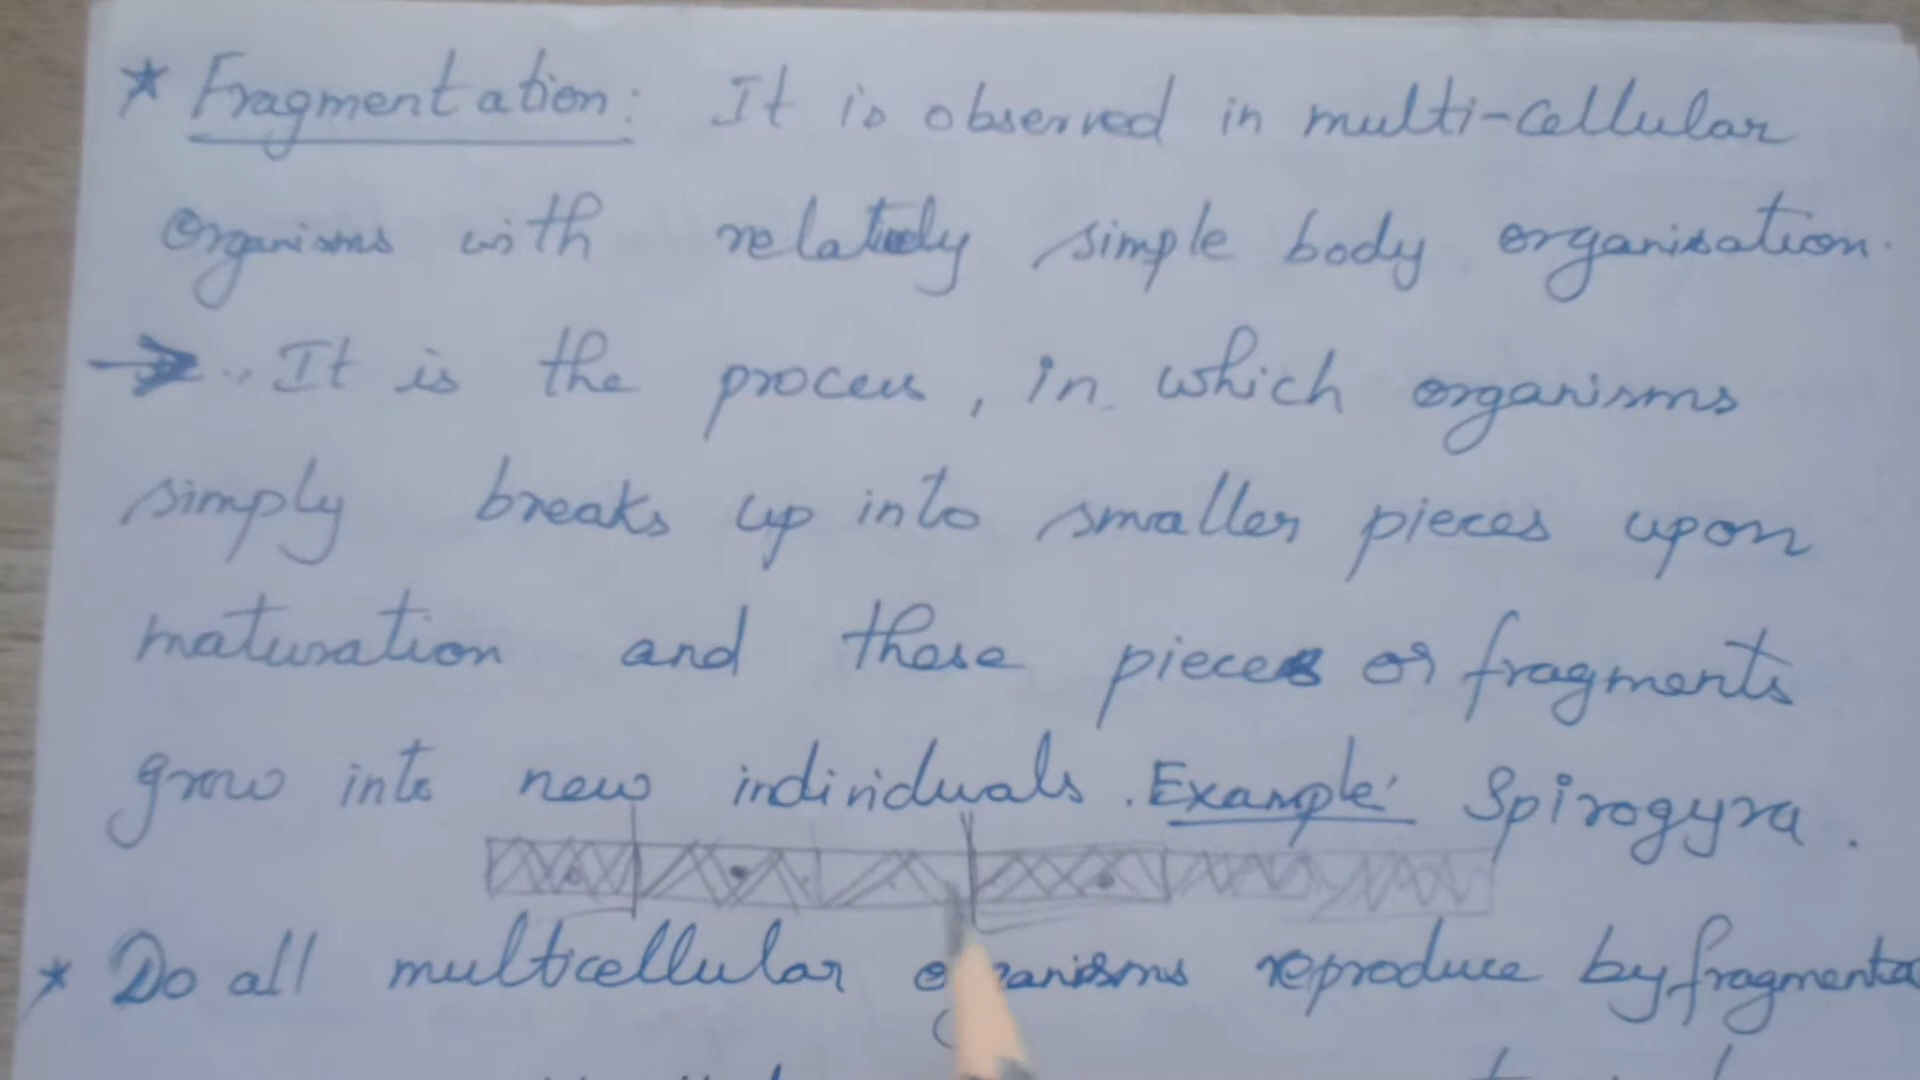 * Fragmentation: It is observed in multi-cellular
organisms with relatively simple body organisation.
→ It is the process, in which organisms
simply breaks up into smaller pieces upon
maturation and these pieces or fragments
grow into new individuals. Example: Spirogyra.
* Do all multicellular organisms reproduce by fragmenta